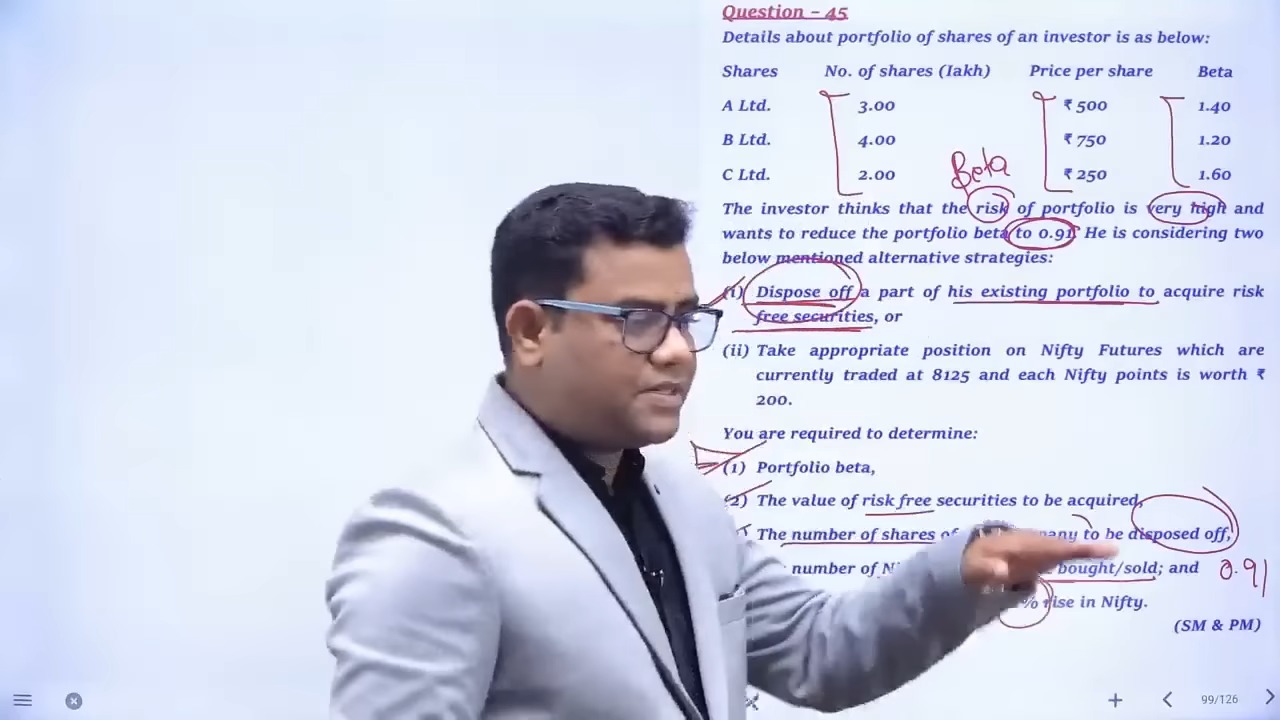 Question – 45
Details about portfolio of shares of an investor is as below:
Shares No. of shares (lakh) Price per share Beta
A Ltd. 3.00 ₹ 500 1.40
B Ltd. 4.00 ₹ 750 1.20
Beta
C Ltd. 2.00 ₹ 250 1.60
The investor thinks that the risk of portfolio is very high and
wants to reduce the portfolio beta to 0.91. He is considering two
below mentioned alternative strategies:
(i) Dispose off a part of his existing portfolio to acquire risk
free securities, or
(ii) Take appropriate position on Nifty Futures which are
currently traded at 8125 and each Nifty points is worth ₹
200.
You are required to determine:
(1) Portfolio beta,
(2) The value of risk free securities to be acquired,
The number of shares of to be disposed off,
number of bought/sold; and 0.91
% rise in Nifty.
(SM & PM)
99/126